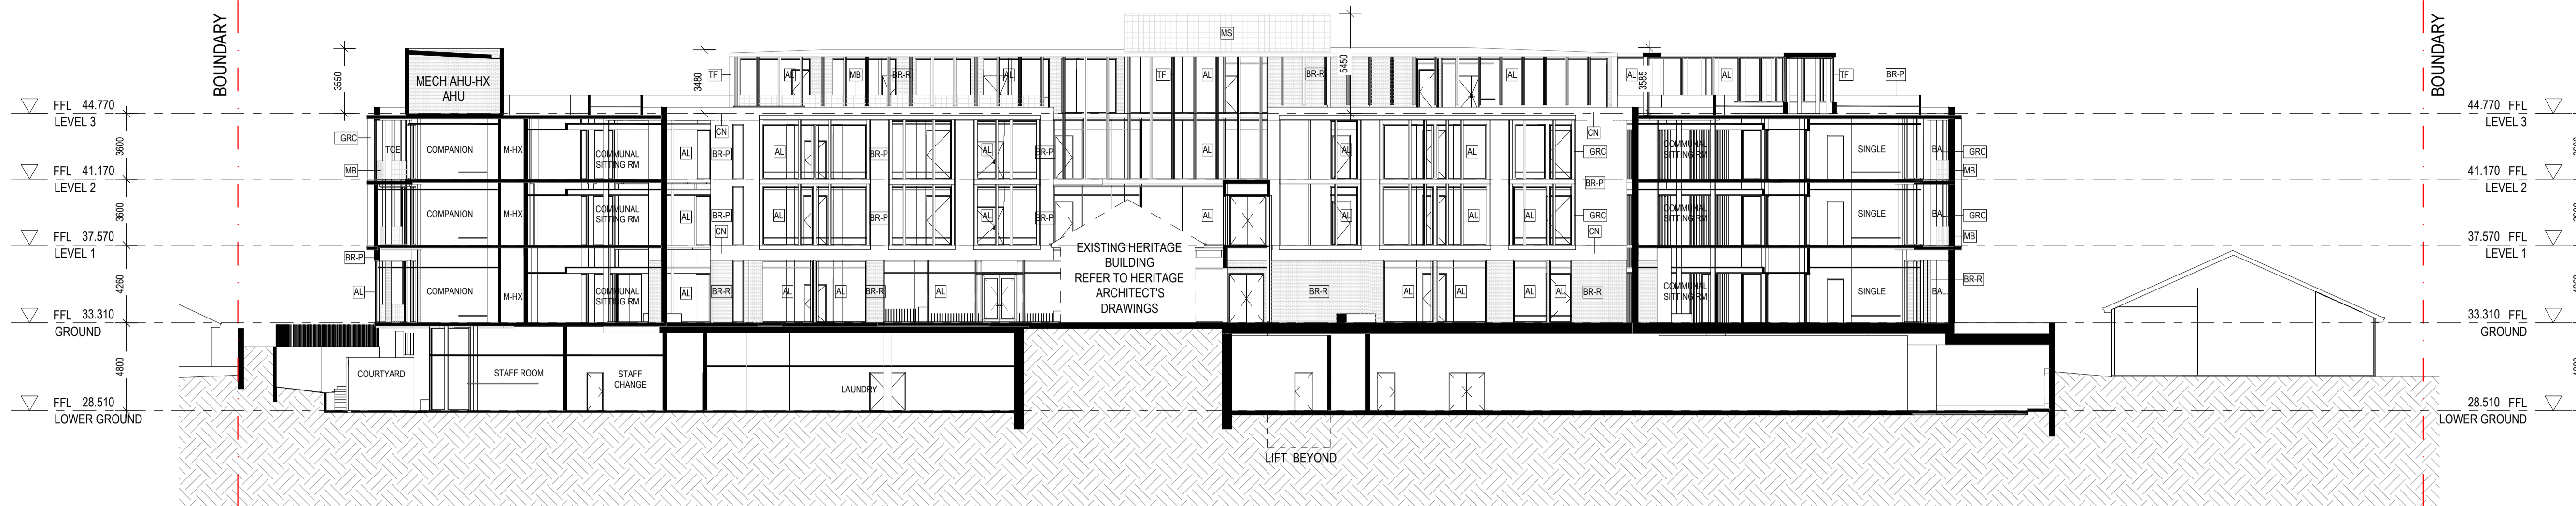 BOUNDARY
BOUNDARY
MS
3550
3480
5450
3585
MECH AHU-HX
AHU
TF
AL
MB
BR-R
AL
TF
AL
BR-R
AL
AL
AL
TF
BR-P
FFL 44.770
LEVEL 3
44.770 FFL
LEVEL 3
3600
GRC
TCE
COMPANION
M-HX
COMMUNAL
SITTING RM
AL
CN
BR-P
AL
BR-P
AL
BR-P
AL
AL
AL
CN
GRC
COMMUNAL
SITTING RM
SINGLE
BAL
GRC
MB
MB
FFL 41.170
LEVEL 2
BR-P
41.170 FFL
LEVEL 2
3600
COMPANION
M-HX
COMMUNAL
SITTING RM
AL
BR-P
CN
AL
BR-P
AL
BR-P
AL
AL
AL
AL
GRC
CN
COMMUNAL
SITTING RM
SINGLE
BAL
GRC
MB
FFL 37.570
LEVEL 1
37.570 FFL
LEVEL 1
BR-P
EXISTING HERITAGE
BUILDING
REFER TO HERITAGE
ARCHITECT'S
DRAWINGS
4260
AL
COMPANION
M-HX
COMMUNAL
SITTING RM
AL
BR-R
AL
AL
BR-R
AL
BR-R
AL
AL
AL
AL
BR-R
COMMUNAL
SITTING RM
SINGLE
BAL
BR-R
FFL 33.310
GROUND
33.310 FFL
GROUND
4800
COURTYARD
STAFF ROOM
STAFF
CHANGE
LAUNDRY
FFL 28.510
LOWER GROUND
28.510 FFL
LOWER GROUND
LIFT BEYOND